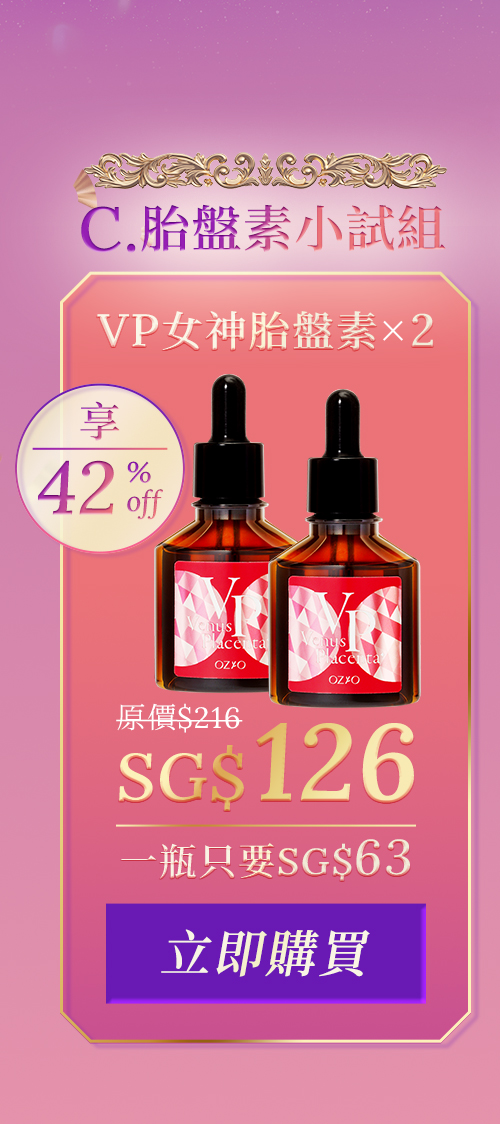 C.胎盤素小試組
VP女神胎盤素×2
享
42%off
VP
Venus
Placenta
OZIO
VP
Venus
Placenta
OZIO
原價$216
SG$126
一瓶只要SG$63
立即購買